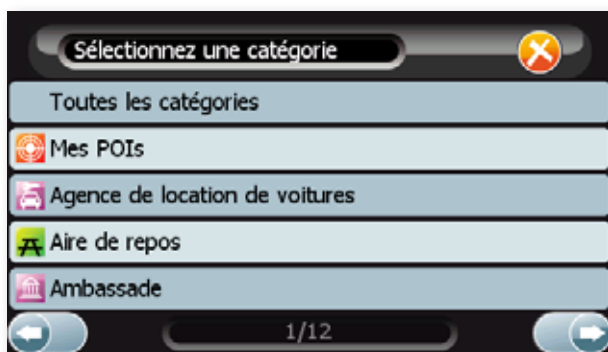 Sélectionnez une catégorie
Toutes les catégories
Mes POIs
Agence de location de voitures
Aire de repos
Ambassade
1/12